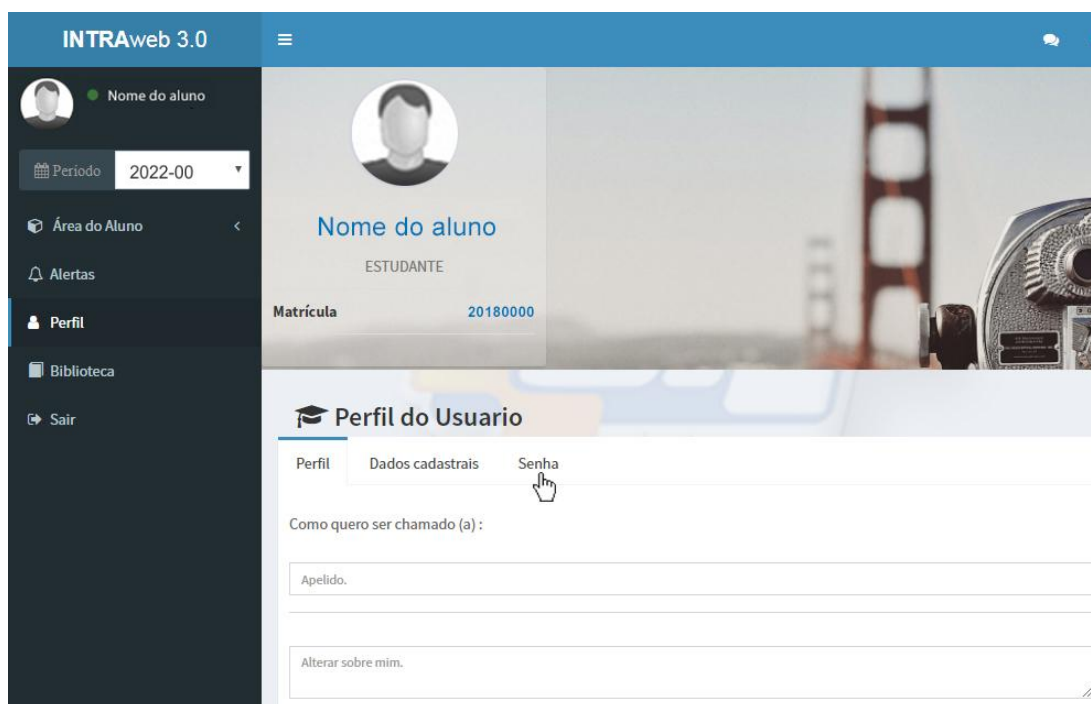 INTRAweb 3.0
Nome do aluno
Período 2022-00
Área do Aluno
Alertas
Perfil
Biblioteca
Sair
Nome do aluno
ESTUDANTE
Matrícula 20180000
Perfil do Usuario
Perfil Dados cadastrais Senha
Como quero ser chamado (a) :
Apelido.
Alterar sobre mim.